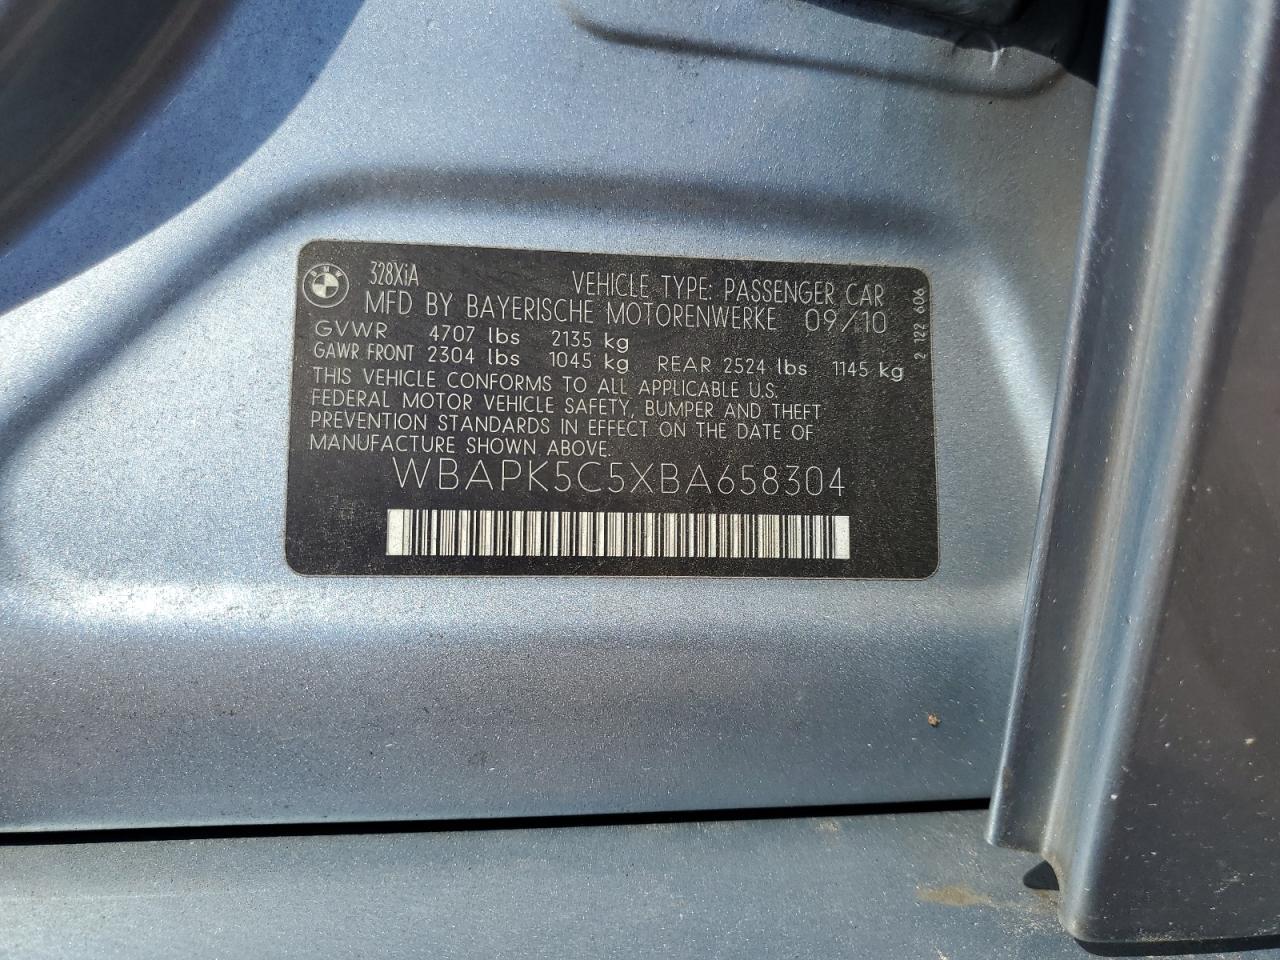 BMW
328XiA
VEHICLE TYPE: PASSENGER CAR
MFD BY BAYERISCHE MOTORENWERKE 09/10
GVWR 4707 lbs 2135 kg
GAWR FRONT 2304 lbs 1045 kg REAR 2524 lbs 1145 kg
THIS VEHICLE CONFORMS TO ALL APPLICABLE U.S.
FEDERAL MOTOR VEHICLE SAFETY, BUMPER AND THEFT
PREVENTION STANDARDS IN EFFECT ON THE DATE OF
MANUFACTURE SHOWN ABOVE.
WBAPK5C5XBA658304
2 122 606